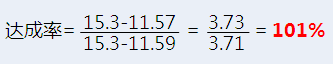 达成率= 15.3-11.57 / 15.3-11.59 = 3.73 / 3.71 = 101%